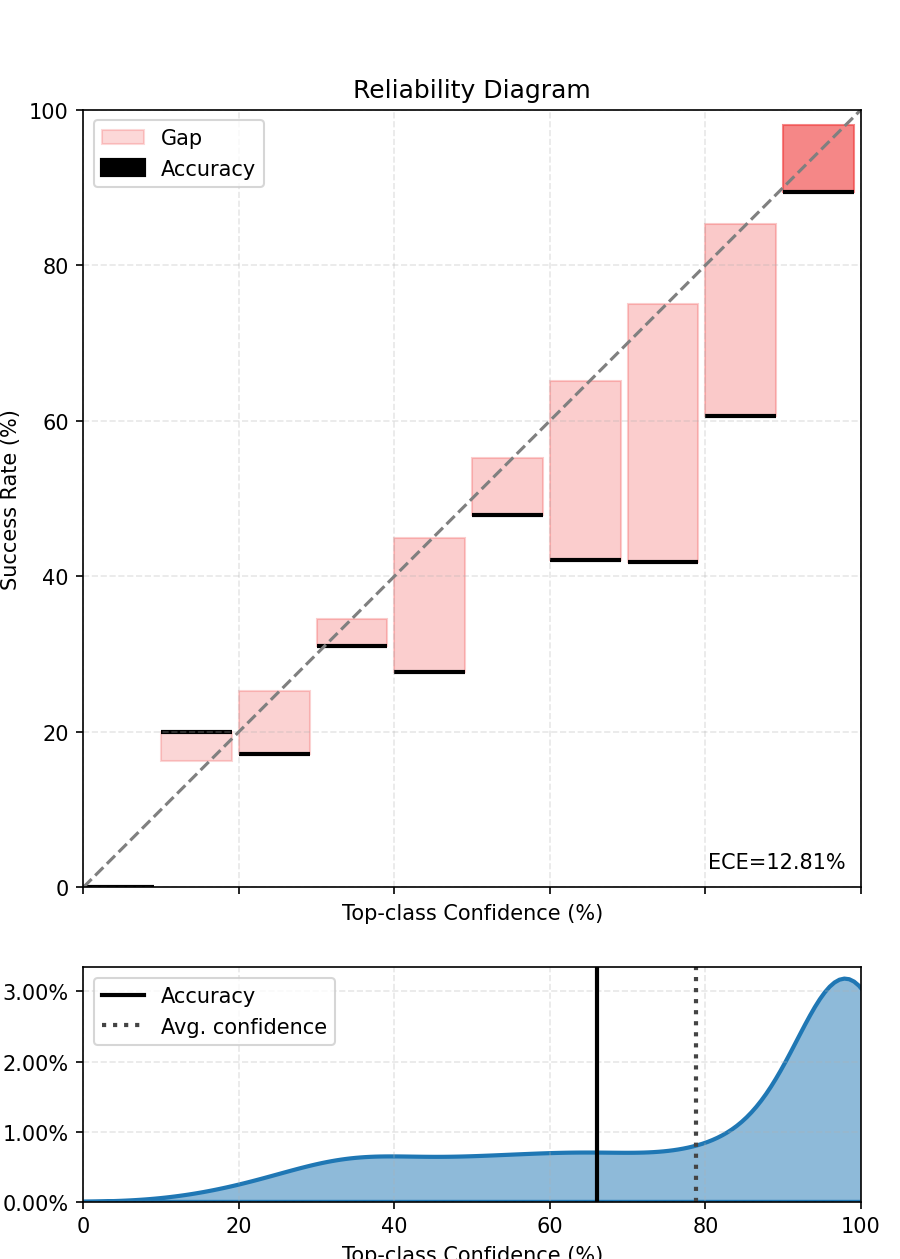 Reliability Diagram
100
80
60
40
20
0
Success Rate (%)
Gap
Accuracy
ECE=12.81%
Top-class Confidence (%)
3.00%
2.00%
1.00%
0.00%
Accuracy
Avg. confidence
0
20
40
60
80
100
Top-class Confidence (%)